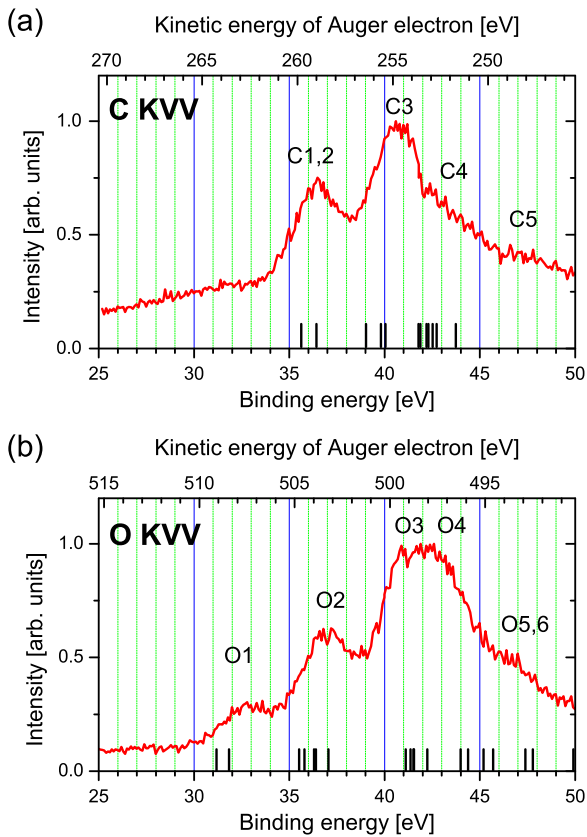 (a)
Kinetic energy of Auger electron [eV]
270 265 260 255 250
C KVV
C3
C1,2
C4
C5
Intensity [arb. units]
1.0
0.5
0.0
25 30 35 40 45 50
Binding energy [eV]
(b)
Kinetic energy of Auger electron [eV]
515 510 505 500 495
O KVV
O3 O4
O2
O5,6
O1
Intensity [arb. units]
1.0
0.5
0.0
25 30 35 40 45 50
Binding energy [eV]